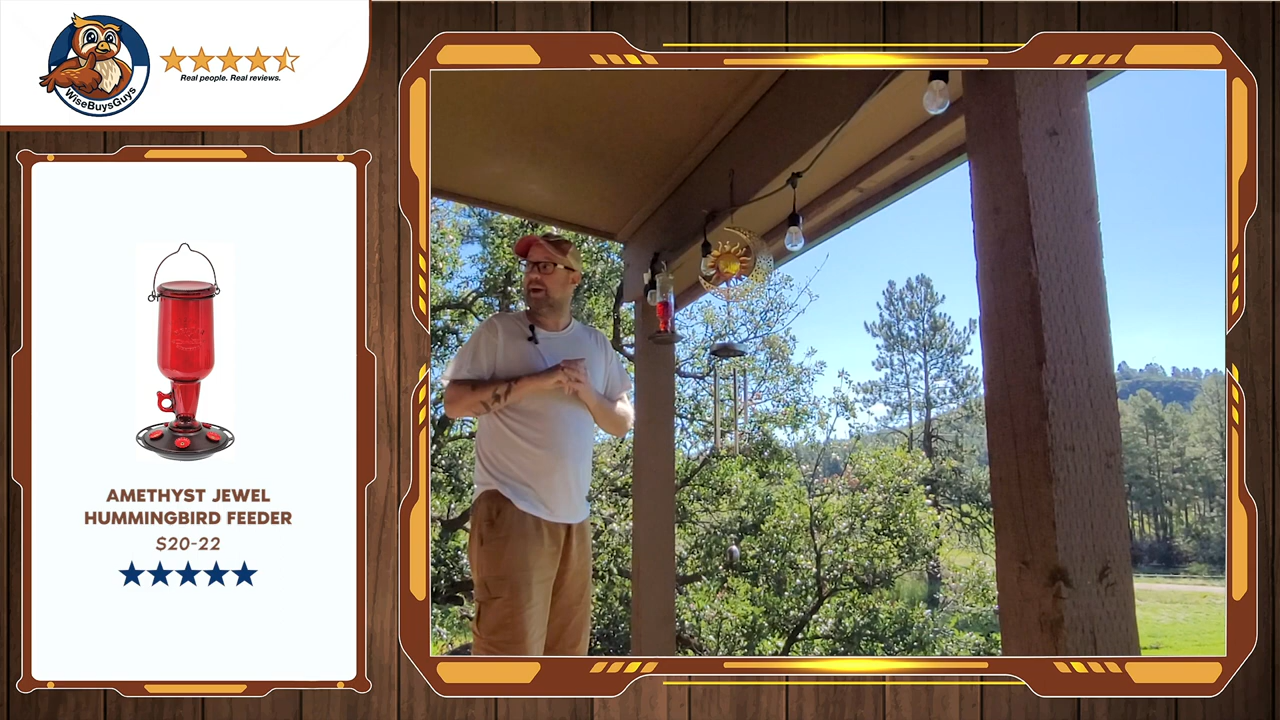 WiseBuysGuys
Real people. Real reviews.
AMETHYST JEWEL
HUMMINGBIRD FEEDER
$20-22